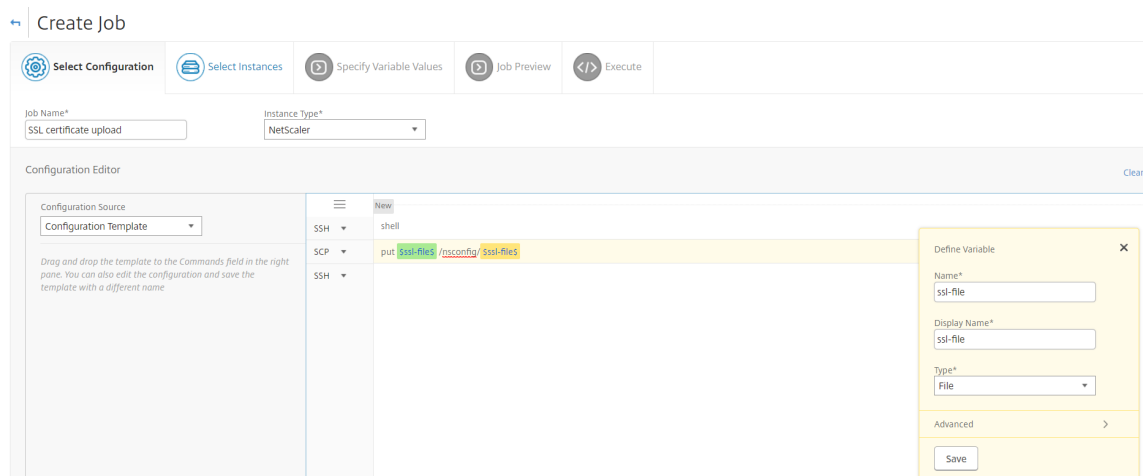 Create Job
Select Configuration
Select Instances
Specify Variable Values
Job Preview
Execute
Job Name*
SSL certificate upload
Instance Type*
NetScaler
Configuration Editor
Clear
Configuration Source
Configuration Template
Drag and drop the template to the Commands field in the right
pane. You can also edit the configuration and save the
template with a different name
New
SSH
shell
SCP
put $ssl-file$ /nsconfig/ $ssl-file$
SSH
Define Variable
Name*
ssl-file
Display Name*
ssl-file
Type*
File
Advanced
Save